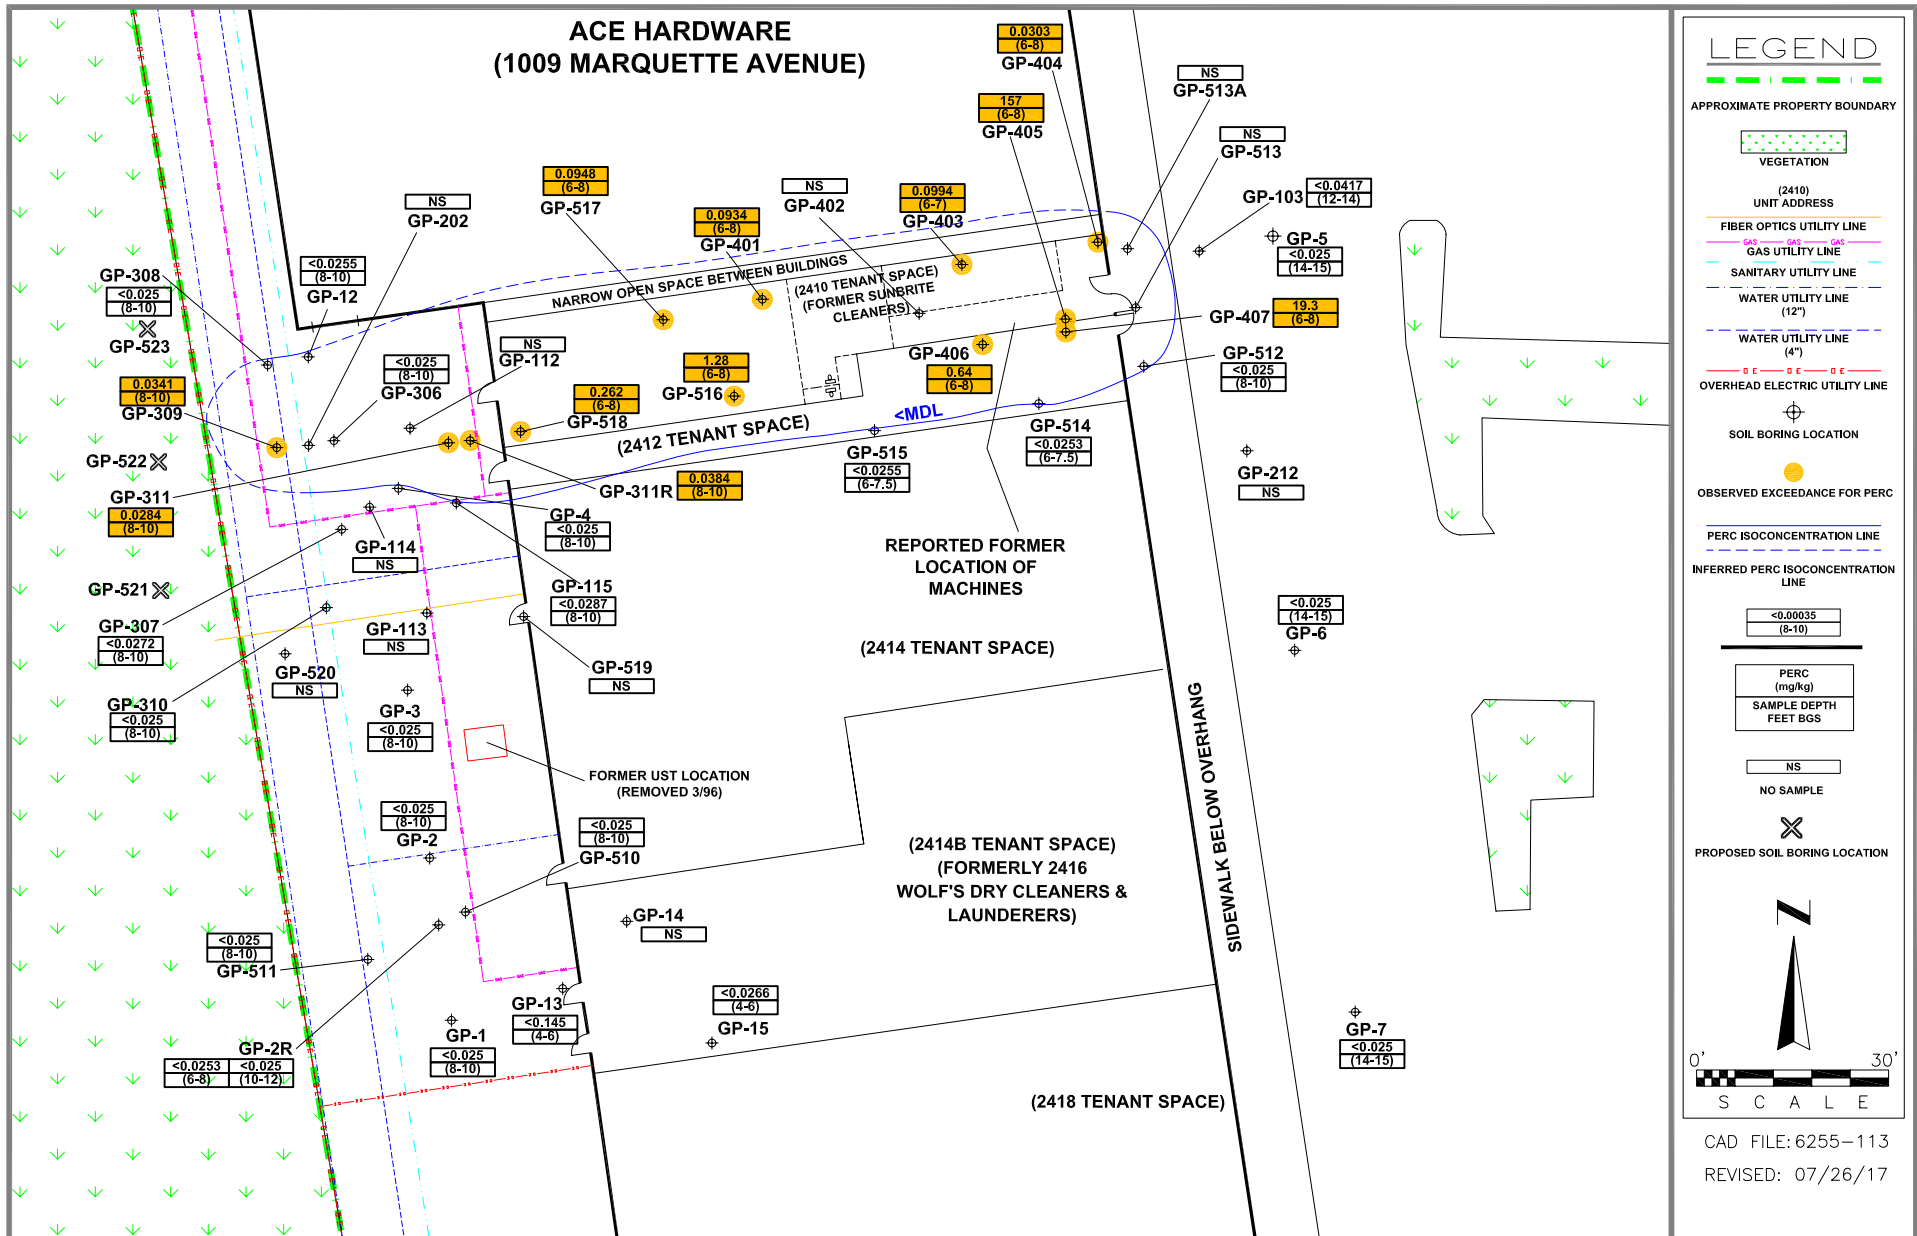 ACE HARDWARE
(1009 MARQUETTE AVENUE)
0.0303
(6-8)
GP-404
157
(6-8)
GP-405
NS
GP-513A
NS
GP-513
GP-103
<0.0417
(12-14)
GP-5
<0.025
(14-15)
0.0948
(6-8)
GP-517
NS
GP-402
0.0994
(6-7)
GP-403
0.0934
(6-8)
GP-401
NS
GP-202
<0.0255
(8-10)
GP-12
GP-308
<0.025
(8-10)
GP-523
NARROW OPEN SPACE BETWEEN BUILDINGS
(2410 TENANT SPACE)
(FORMER SUNBRITE
CLEANERS)
GP-407
19.3
(6-8)
NS
GP-112
<0.025
(8-10)
GP-306
0.0341
(8-10)
GP-309
1.28
(6-8)
GP-516
0.262
(6-8)
GP-518
GP-406
0.64
(6-8)
GP-512
<0.025
(8-10)
<MDL
(2412 TENANT SPACE)
GP-514
<0.0253
(6-7.5)
GP-515
<0.0255
(6-7.5)
GP-212
NS
GP-522
GP-311
0.0284
(8-10)
GP-311R
0.0384
(8-10)
GP-4
<0.025
(8-10)
GP-114
NS
REPORTED FORMER
LOCATION OF
MACHINES
GP-521
GP-115
<0.0287
(8-10)
GP-307
<0.0272
(8-10)
GP-113
NS
<0.025
(14-15)
GP-6
(2414 TENANT SPACE)
GP-519
NS
GP-520
NS
GP-310
<0.025
(8-10)
GP-3
<0.025
(8-10)
FORMER UST LOCATION
(REMOVED 3/96)
SIDEWALK BELOW OVERHANG
<0.025
(8-10)
GP-2
<0.025
(8-10)
GP-510
(2414B TENANT SPACE)
(FORMERLY 2416
WOLF'S DRY CLEANERS &
LAUNDERERS)
GP-14
NS
<0.025
(8-10)
GP-511
GP-13
<0.145
(4-6)
<0.0266
(4-6)
GP-15
GP-1
<0.025
(8-10)
GP-7
<0.025
(14-15)
GP-2R
<0.0253
(6-8)
<0.025
(10-12)
(2418 TENANT SPACE)
LEGEND
APPROXIMATE PROPERTY BOUNDARY
VEGETATION
(2410)
UNIT ADDRESS
FIBER OPTICS UTILITY LINE
GAS GAS GAS
GAS UTILITY LINE
SANITARY UTILITY LINE
WATER UTILITY LINE
(12")
WATER UTILITY LINE
(4")
OE OE OE
OVERHEAD ELECTRIC UTILITY LINE
SOIL BORING LOCATION
OBSERVED EXCEEDANCE FOR PERC
PERC ISOCONCENTRATION LINE
INFERRED PERC ISOCONCENTRATION
LINE
<0.00035
(8-10)
PERC
(mg/kg)
SAMPLE DEPTH
FEET BGS
NS
NO SAMPLE
PROPOSED SOIL BORING LOCATION
N
0' 30'
SCALE
CAD FILE: 6255-113
REVISED: 07/26/17